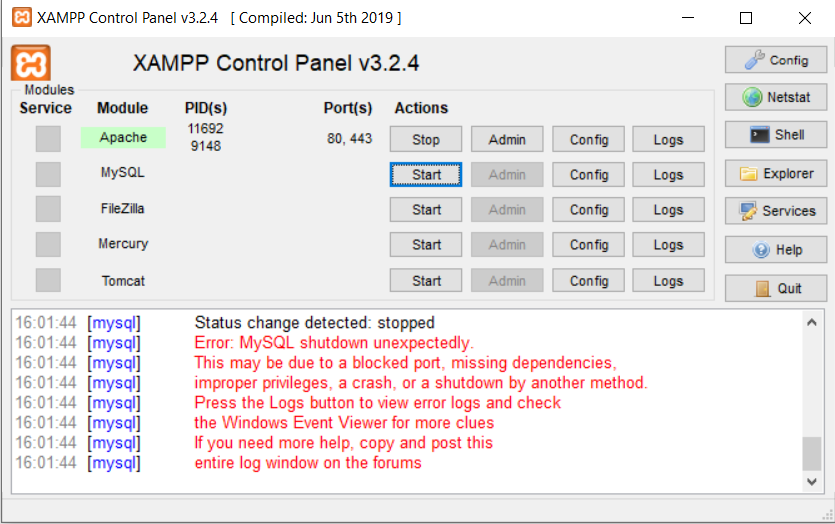 XAMPP Control Panel v3.2.4 [ Compiled: Jun 5th 2019 ]
XAMPP Control Panel v3.2.4
Config
Modules
Service Module PID(s) Port(s) Actions
Netstat
Apache 11692 9148 80, 443 Stop Admin Config Logs
Shell
MySQL Start Admin Config Logs
Explorer
FileZilla Start Admin Config Logs
Services
Mercury Start Admin Config Logs
Help
Tomcat Start Admin Config Logs
Quit
16:01:44 [mysql] Status change detected: stopped
16:01:44 [mysql] Error: MySQL shutdown unexpectedly.
16:01:44 [mysql] This may be due to a blocked port, missing dependencies,
16:01:44 [mysql] improper privileges, a crash, or a shutdown by another method.
16:01:44 [mysql] Press the Logs button to view error logs and check
16:01:44 [mysql] the Windows Event Viewer for more clues
16:01:44 [mysql] If you need more help, copy and post this
16:01:44 [mysql] entire log window on the forums